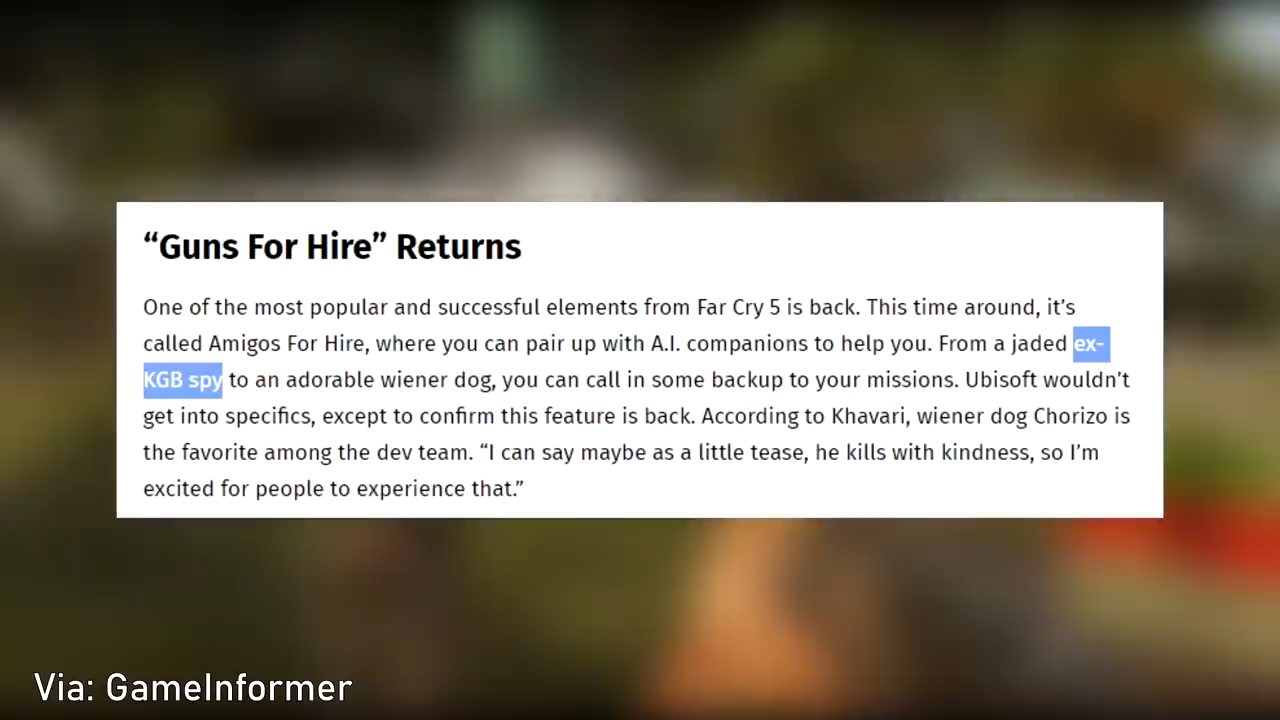 “Guns For Hire” Returns
One of the most popular and successful elements from Far Cry 5 is back. This time around, it’s
called Amigos For Hire, where you can pair up with A.I. companions to help you. From a jaded ex-
KGB spy to an adorable wiener dog, you can call in some backup to your missions. Ubisoft wouldn’t
get into specifics, except to confirm this feature is back. According to Khavari, wiener dog Chorizo is
the favorite among the dev team. “I can say maybe as a little tease, he kills with kindness, so I’m
excited for people to experience that.”
Via: GameInformer